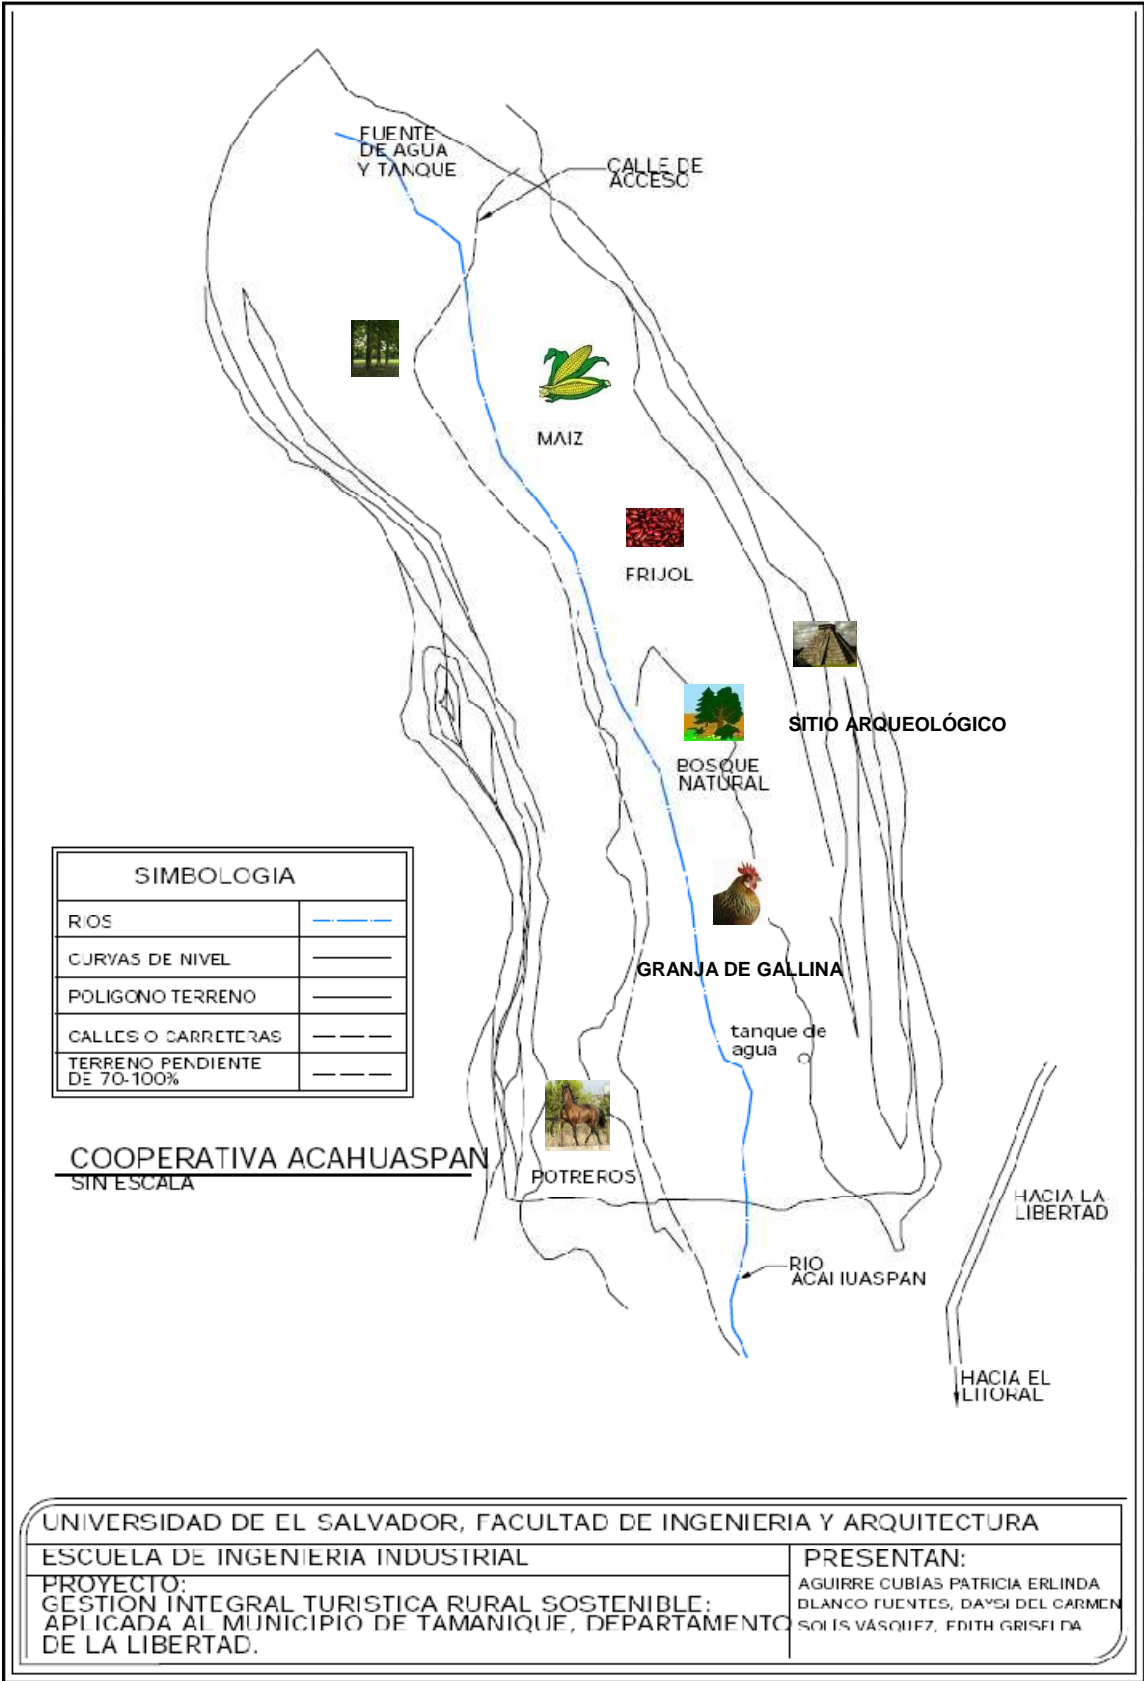 FUENTE
DE AGUA
Y TANQUE
CALLE DE
ACCESO
MAIZ
FRIJOL
SITIO ARQUEOLÓGICO
BOSQUE
NATURAL
GRANJA DE GALLINA
tanque de
agua
POTREROS
RIO
ACAHUASPAN
HACIA LA
LIBERTAD
HACIA EL
LITORAL
SIMBOLOGIA
RIOS
CURVAS DE NIVEL
POLIGONO TERRENO
CALLES O CARRETERAS
TERRENO PENDIENTE
DE 70-100%
COOPERATIVA ACAHUASPAN
SIN ESCALA
UNIVERSIDAD DE EL SALVADOR, FACULTAD DE INGENIERIA Y ARQUITECTURA
ESCUELA DE INGENIERIA INDUSTRIAL
PROYECTO:
GESTION INTEGRAL TURISTICA RURAL SOSTENIBLE:
APLICADA AL MUNICIPIO DE TAMANIQUE, DEPARTAMENTO
DE LA LIBERTAD.
PRESENTAN:
AGUIRRE CUBÍAS PATRICIA ERLINDA
BLANCO FUENTES, DAYSI DEL CARMEN
SOLÍS VÁSQUEZ, EDITH GRISELDA